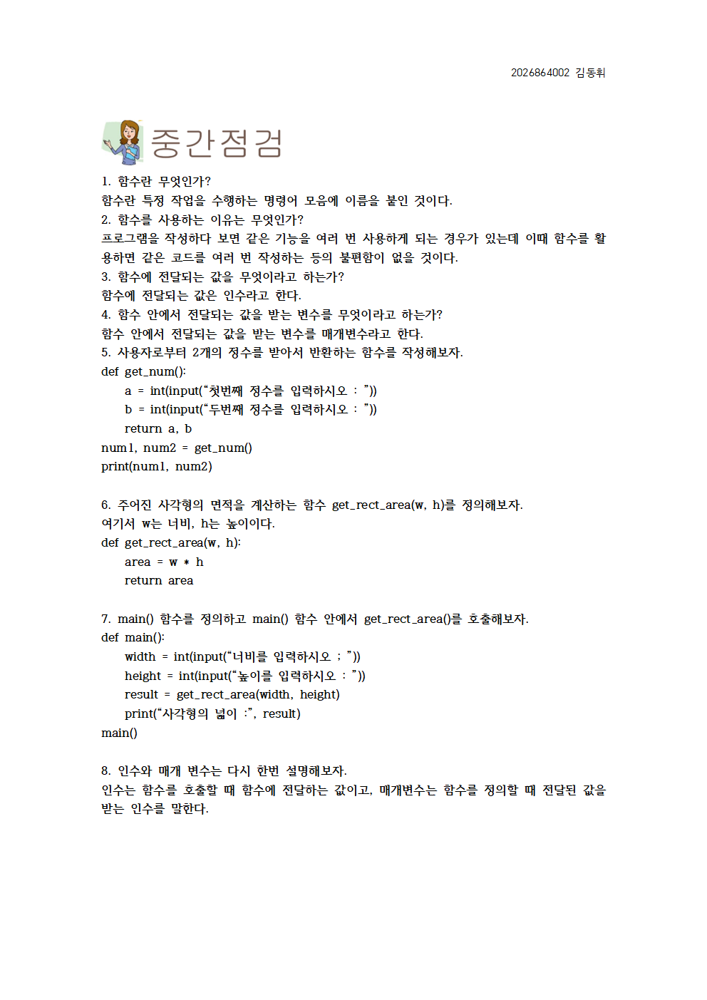 2026864002 김동휘
중간점검
1. 함수란 무엇인가?
함수란 특정 작업을 수행하는 명령어 모음에 이름을 붙인 것이다.
2. 함수를 사용하는 이유는 무엇인가?
프로그램을 작성하다 보면 같은 기능을 여러 번 사용하게 되는 경우가 있는데 이때 함수를 활
용하면 같은 코드를 여러 번 작성하는 등의 불편함이 없을 것이다.
3. 함수에 전달되는 값을 무엇이라고 하는가?
함수에 전달되는 값은 인수라고 한다.
4. 함수 안에서 전달되는 값을 받는 변수를 무엇이라고 하는가?
함수 안에서 전달되는 값을 받는 변수를 매개변수라고 한다.
5. 사용자로부터 2개의 정수를 받아서 반환하는 함수를 작성해보자.
def get_num():
    a = int(input(“첫번째 정수를 입력하시오 : ”))
    b = int(input(“두번째 정수를 입력하시오 : ”))
    return a, b
num1, num2 = get_num()
print(num1, num2)
6. 주어진 사각형의 면적을 계산하는 함수 get_rect_area(w, h)를 정의해보자.
여기서 w는 너비, h는 높이이다.
def get_rect_area(w, h):
    area = w * h
    return area
7. main() 함수를 정의하고 main() 함수 안에서 get_rect_area()를 호출해보자.
def main():
    width = int(input(“너비를 입력하시오 ; ”))
    height = int(input(“높이를 입력하시오 : ”))
    result = get_rect_area(width, height)
    print(“사각형의 넓이 :”, result)
main()
8. 인수와 매개 변수는 다시 한번 설명해보자.
인수는 함수를 호출할 때 함수에 전달하는 값이고, 매개변수는 함수를 정의할 때 전달된 값을
받는 인수를 말한다.